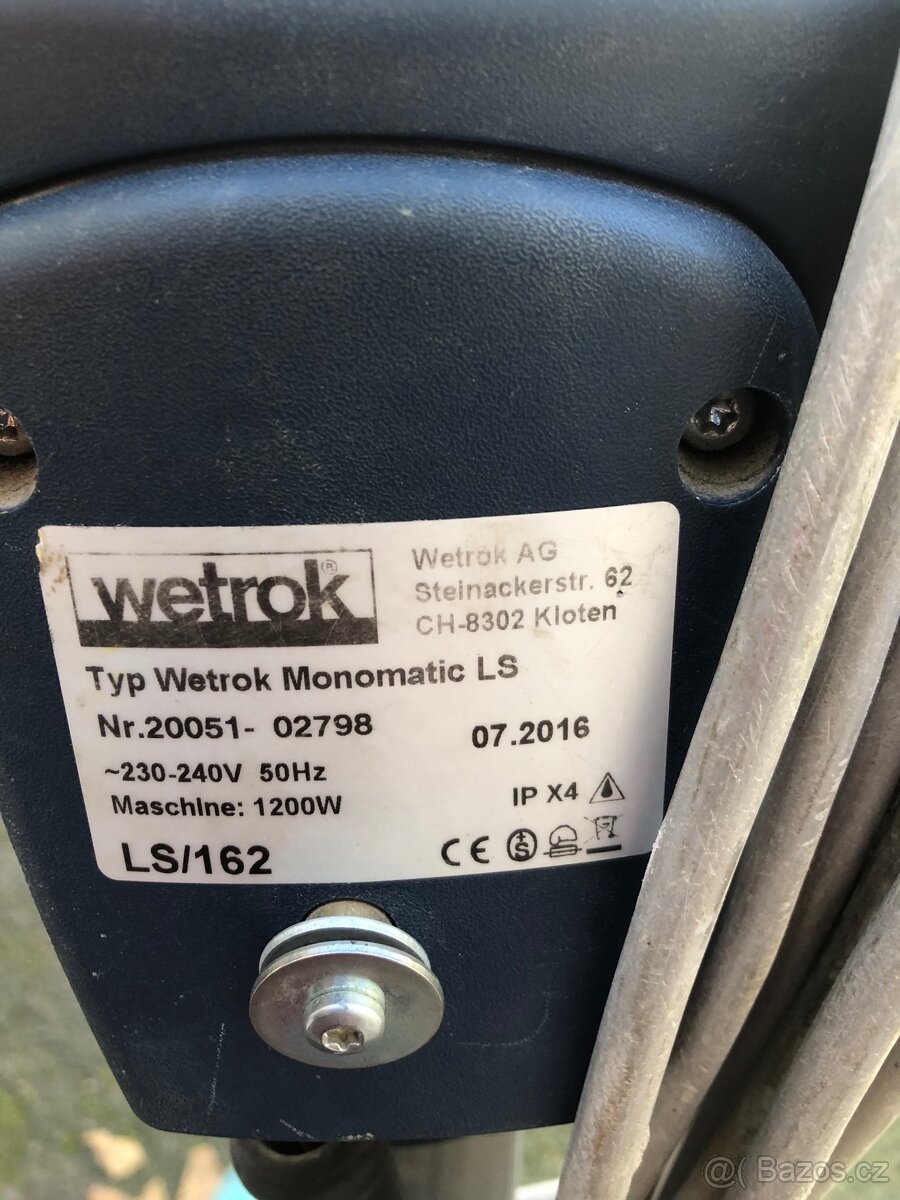 wetrok®
Wetrok AG
Steinackerstr. 62
CH-8302 Kloten
Typ Wetrok Monomatic LS
Nr.20051- 02798
07.2016
~230-240V 50Hz
Maschine: 1200W
IP X4
LS/162
CE
+S
@( Bazos.cz